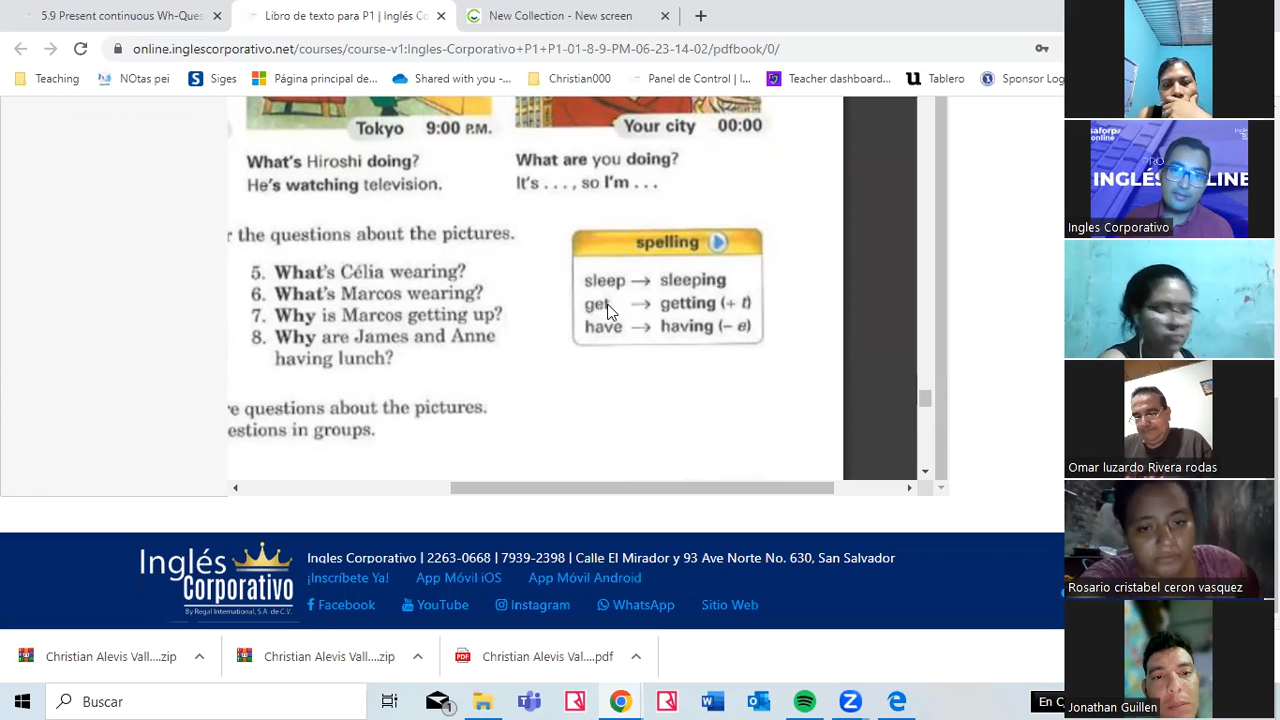 5.9 Present continuous Wh-Ques
Libro de texto para P1 | Inglés C
New Collection - New screen
online.inglescorporativo.net/courses/course-v1:Ingles-Corporativo+P1+T-01-019-PM-06-23-14-02/pdfbook/0/
Teaching
NOtas pei
Siges
Página principal de...
Shared with you -...
Christian000
Panel de Control | I...
Teacher dashboard...
Tablero
Sponsor Log
Tokyo 9:00 P.M.
Your city 00:00
What's Hiroshi doing?
He's watching television.
What are you doing?
It's . . . , so I'm . . .
r the questions about the pictures.
5. What's Célia wearing?
6. What's Marcos wearing?
7. Why is Marcos getting up?
8. Why are James and Anne
having lunch?
spelling
sleep → sleeping
get → getting (+ t)
have → having (– e)
e questions about the pictures.
estions in groups.
Inglés
Corporativo
By Regal International, S.A. de C.V.
Ingles Corporativo | 2263-0668 | 7939-2398 | Calle El Mirador y 93 Ave Norte No. 630, San Salvador
¡Inscríbete Ya!
App Móvil iOS
App Móvil Android
Facebook
YouTube
Instagram
WhatsApp
Sitio Web
Christian Alevis Vall....zip
Christian Alevis Vall....zip
Christian Alevis Val....pdf
Buscar
En C
PRO
INGLÉS
LINE
Ingles Corporativo
Omar luzardo Rivera rodas
Rosario cristabel ceron vasquez
Jonathan Guillen